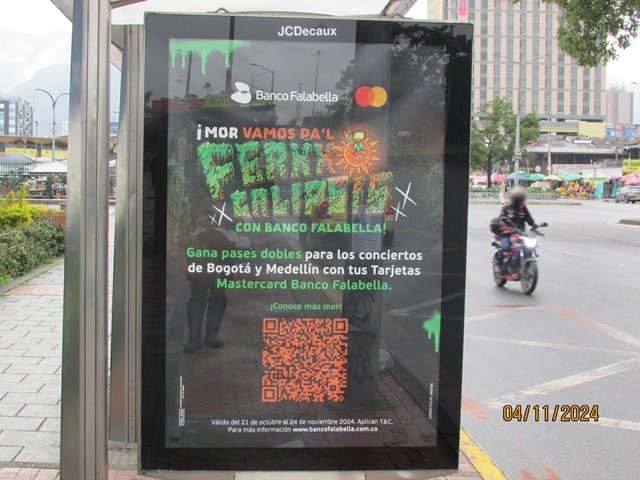 JCDecaux
Banco Falabella
¡MOR VAMOS PA'L
FERXXO
CALIPSIS
CON BANCO FALABELLA!
Gana pases dobles para los conciertos
de Bogotá y Medellín con tus Tarjetas
Mastercard Banco Falabella.
¡Conoce más mor!
Válido del 21 de octubre al 24 de noviembre 2024. Aplican T&C.
Para más información www.bancofalabella.com.co
04/11/2024